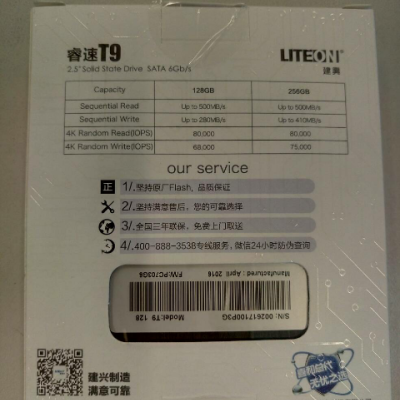 睿速T9
LITEON
建興
2.5"Solid State Drive SATA 6Gb/s
Capacity 128GB 256GB
Sequential Read Up to 500MB/s Up to 500MB/s
Sequential Write Up to 280MB/s Up to 410MB/s
4K Random Read(IOPS) 80,000 80,000
4K Random Write(IOPS) 68,000 75,000
our service
正 1/.坚持原厂Flash, 品质保证
2/.坚持满意售后，您的可靠选择
3/.全国三年联保，免费上门取送
4/.400-888-3538专线服务，微信24小时防伪查询
Manufactured: April 2016
F/W:PC703G8
S/N: 002617100P3G
Model:T9 128
建兴制造
满意可靠
无忧之道